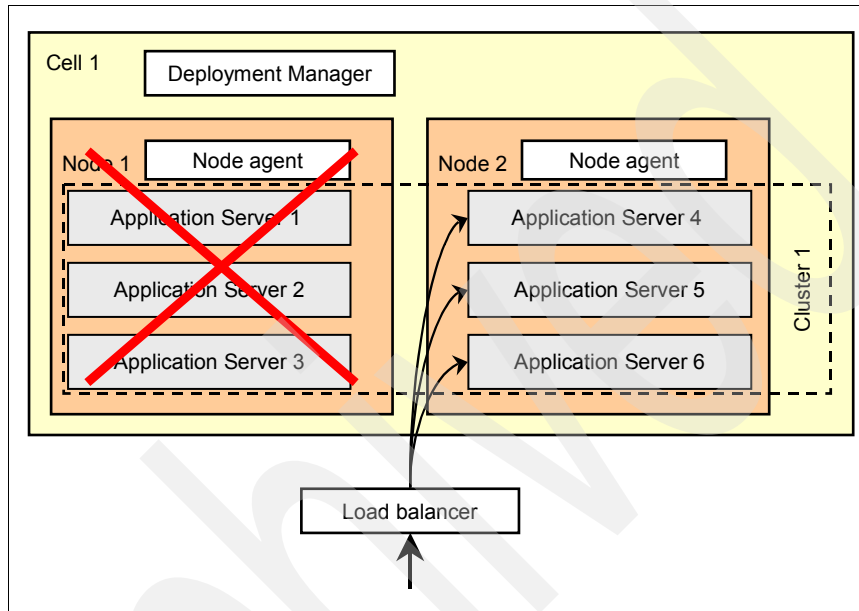 Cell 1
Deployment Manager
Node 1
Node agent
Application Server 1
Application Server 2
Application Server 3
Node 2
Node agent
Application Server 4
Application Server 5
Application Server 6
Cluster 1
Load balancer